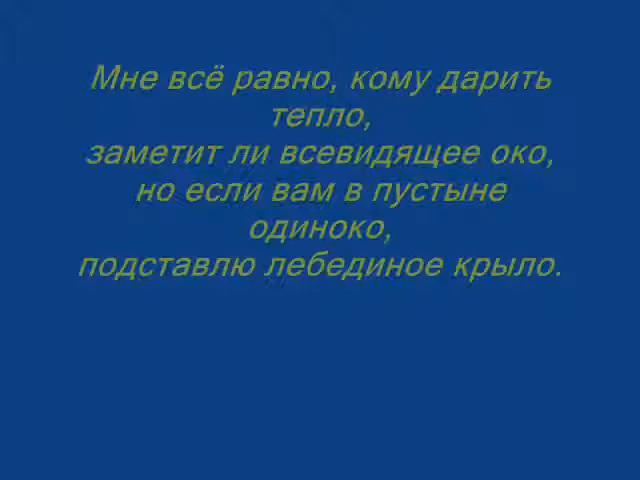 Мне всё равно, кому дарить
тепло,
заметит ли всевидящее око,
но если вам в пустыне
одиноко,
подставлю лебединое крыло.